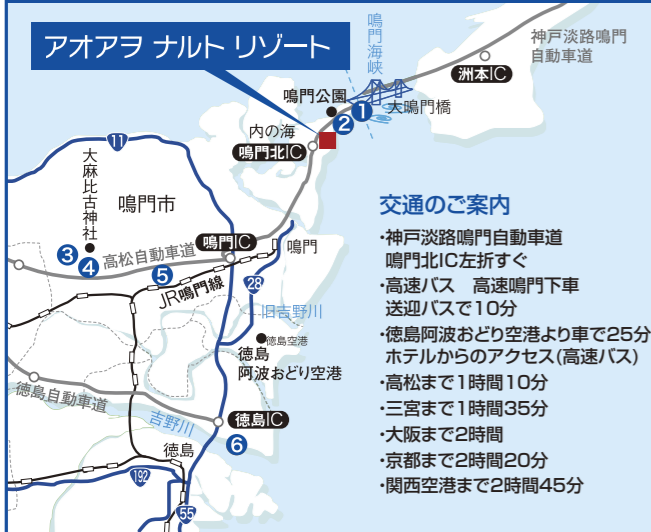 アオアヲ ナルト リゾート
鳴門海峡
神戸淡路鳴門
自動車道
洲本IC
鳴門公園
1
2
大鳴門橋
内の海
鳴門北IC
11
大麻比古神社
鳴門市
3
4
高松自動車道
鳴門IC
鳴門
5
JR鳴門線
28
旧吉野川
徳島空港
徳島
阿波おどり空港
徳島自動車道
吉野川
徳島IC
6
徳島
192
55
交通のご案内
・神戸淡路鳴門自動車道
鳴門北IC左折すぐ
・高速バス 高速鳴門下車
送迎バスで10分
・徳島阿波おどり空港より車で25分
ホテルからのアクセス(高速バス)
・高松まで1時間10分
・三宮まで1時間35分
・大阪まで2時間
・京都まで2時間20分
・関西空港まで2時間45分